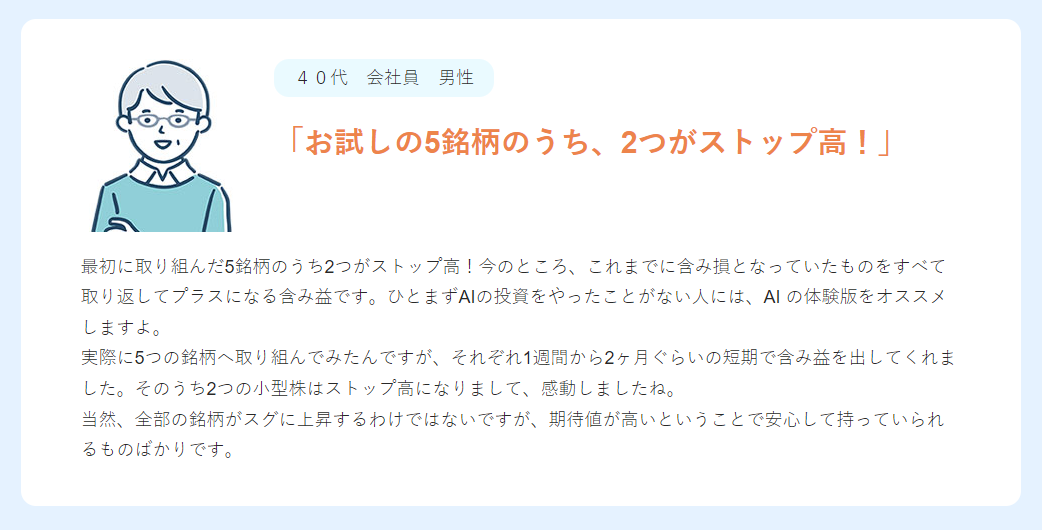 ４０代　会社員　男性
「お試しの5銘柄のうち、2つがストップ高！」
最初に取り組んだ5銘柄のうち2つがストップ高！今のところ、これまでに含み損となっていたものをすべて
取り返してプラスになる含み益です。ひとまずAIの投資をやったことがない人には、AI の体験版をオススメ
しますよ。
実際に5つの銘柄へ取り組んでみたんですが、それぞれ1週間から2ヶ月ぐらいの短期で含み益を出してくれま
した。そのうち2つの小型株はストップ高になりまして、感動しましたね。
当然、全部の銘柄がスグに上昇するわけではないですが、期待値が高いということで安心して持っていられ
るものばかりです。